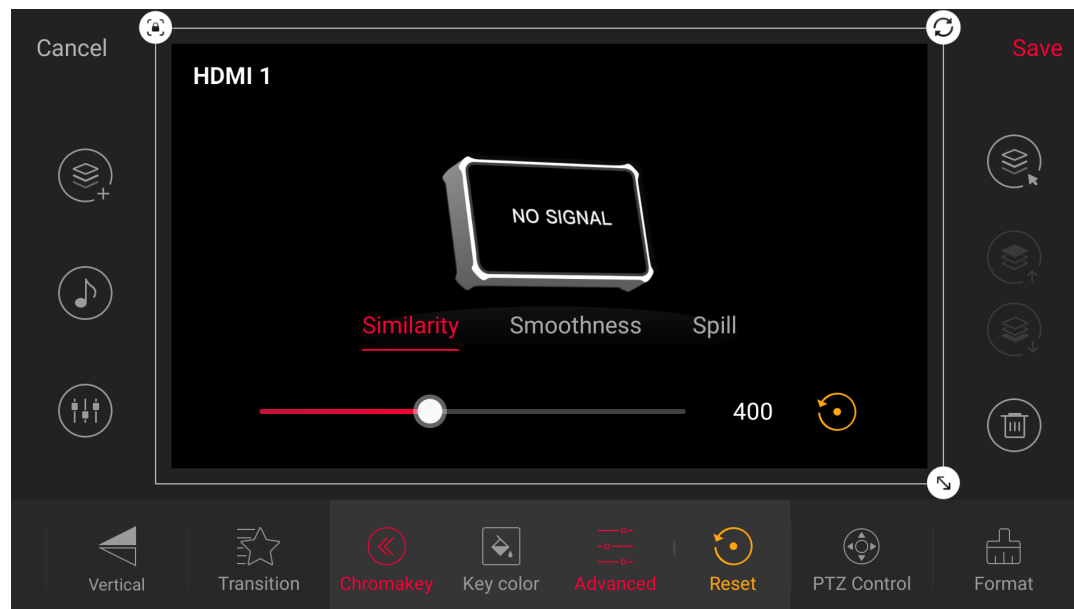 Cancel
Save
HDMI 1
NO SIGNAL
Similarity Smoothness Spill
400
Vertical Transition Chromakey Key color Advanced Reset PTZ Control Format